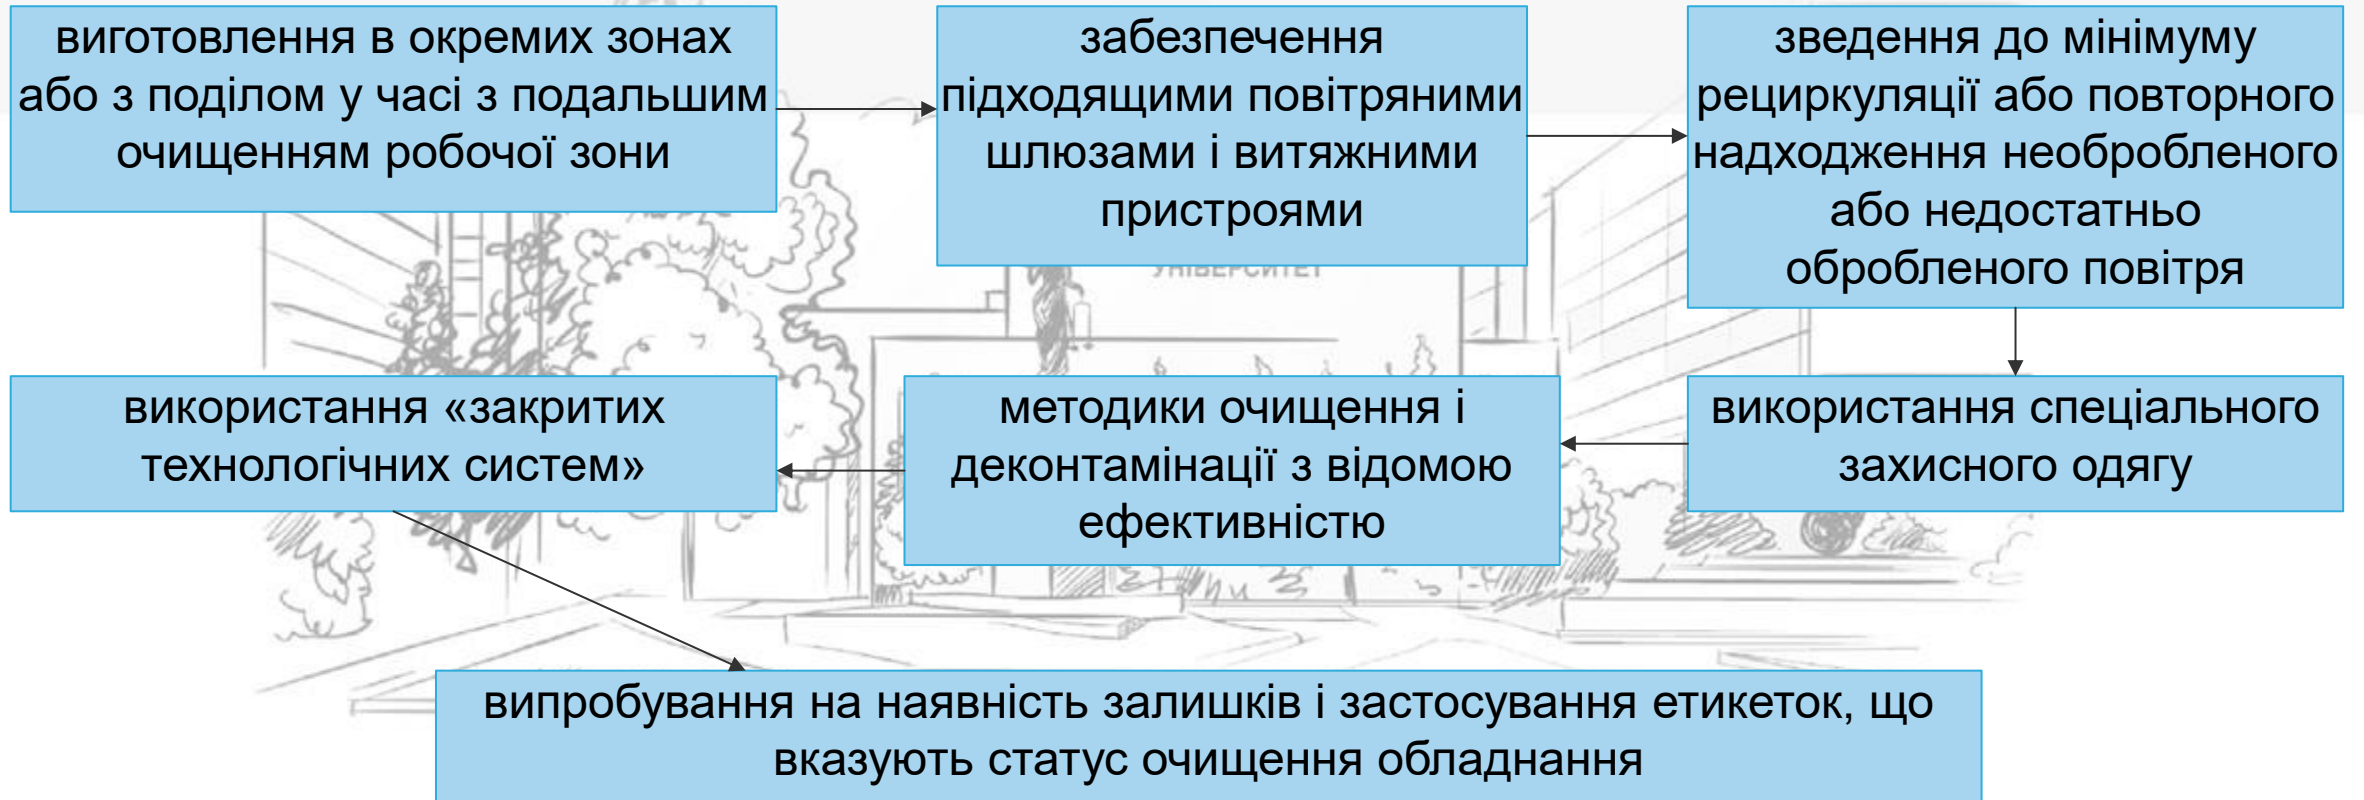 виготовлення в окремих зонах
або з поділом у часі з подальшим
очищенням робочої зони
забезпечення
підходящими повітряними
шлюзами і витяжними
пристроями
зведення до мінімуму
рециркуляції або повторного
надходження необробленого
або недостатньо
обробленого повітря
УНІВЕРСИТЕТ
використання спеціального
захисного одягу
методики очищення і
деконтамінації з відомою
ефективністю
використання «закритих
технологічних систем»
випробування на наявність залишків і застосування етикеток, що
вказують статус очищення обладнання